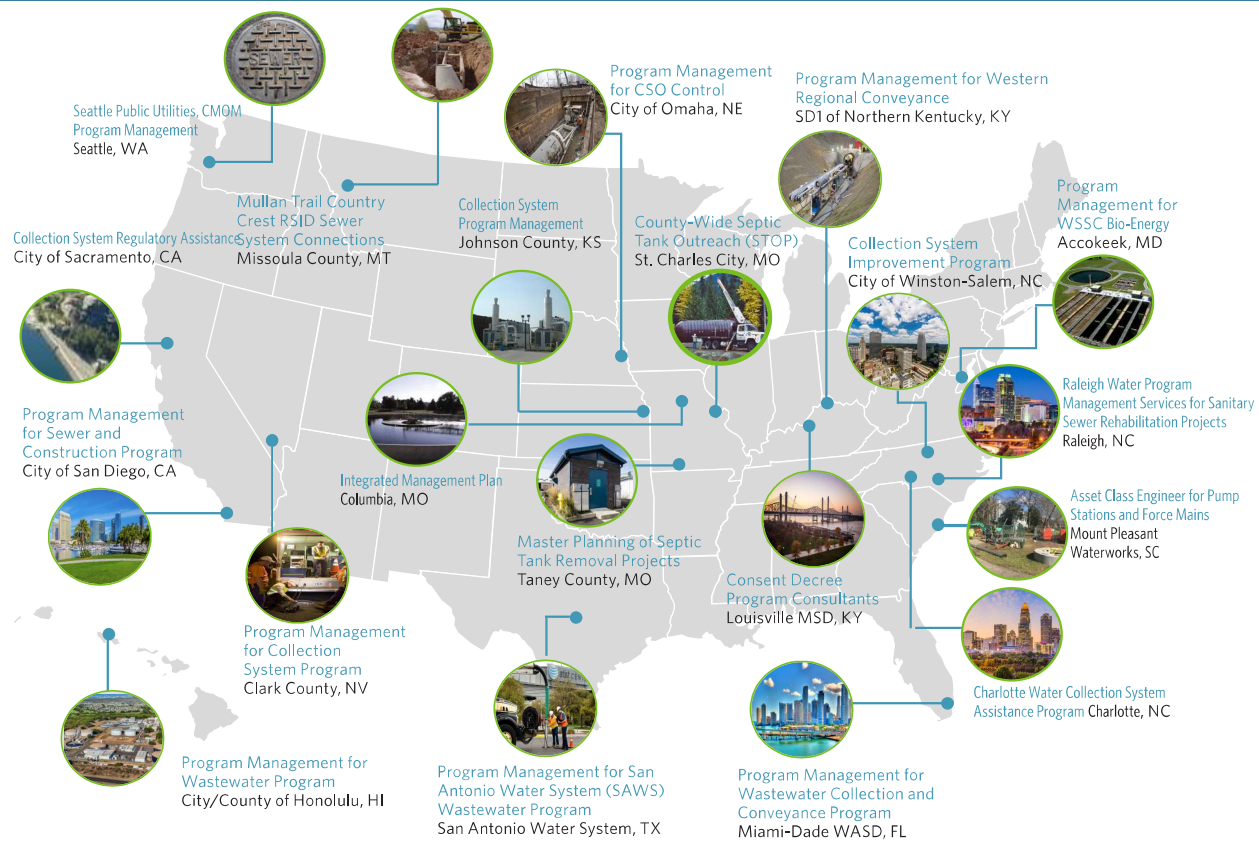 SEWER
Seattle Public Utilities, CMOM
Program Management
Seattle, WA
Mullan Trail Country
Crest RSID Sewer
System Connections
Missoula County, MT
Program Management
for CSO Control
City of Omaha, NE
Program Management for Western
Regional Conveyance
SD1 of Northern Kentucky, KY
Collection System Regulatory Assistance
City of Sacramento, CA
Collection System
Program Management
Johnson County, KS
County-Wide Septic
Tank Outreach (STOP)
St. Charles City, MO
Collection System
Improvement Program
City of Winston-Salem, NC
Program
Management for
WSSC Bio-Energy
Accokeek, MD
Program Management
for Sewer and
Construction Program
City of San Diego, CA
Integrated Management Plan
Columbia, MO
Raleigh Water Program
Management Services for Sanitary
Sewer Rehabilitation Projects
Raleigh, NC
Master Planning of Septic
Tank Removal Projects
Taney County, MO
Consent Decree
Program Consultants
Louisville MSD, KY
Asset Class Engineer for Pump
Stations and Force Mains
Mount Pleasant
Waterworks, SC
Program Management
for Collection
System Program
Clark County, NV
Charlotte Water Collection System
Assistance Program Charlotte, NC
Program Management for
Wastewater Program
City/County of Honolulu, HI
at&t
Program Management for San
Antonio Water System (SAWS)
Wastewater Program
San Antonio Water System, TX
Program Management for
Wastewater Collection and
Conveyance Program
Miami-Dade WASD, FL